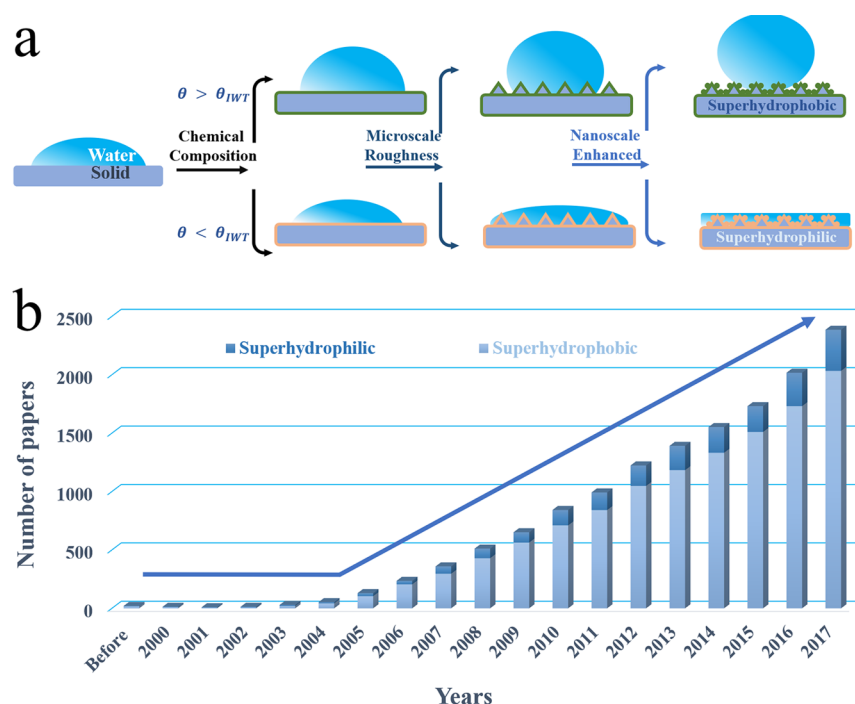 a
θ > θIWT
Water
Solid
Chemical
Composition
Microscale
Roughness
Nanoscale
Enhanced
Superhydrophobic
θ < θIWT
Superhydrophilic
b
Number of papers
2500
2000
1500
1000
500
0
Superhydrophilic
Superhydrophobic
Before
2000
2001
2002
2003
2004
2005
2006
2007
2008
2009
2010
2011
2012
2013
2014
2015
2016
2017
Years